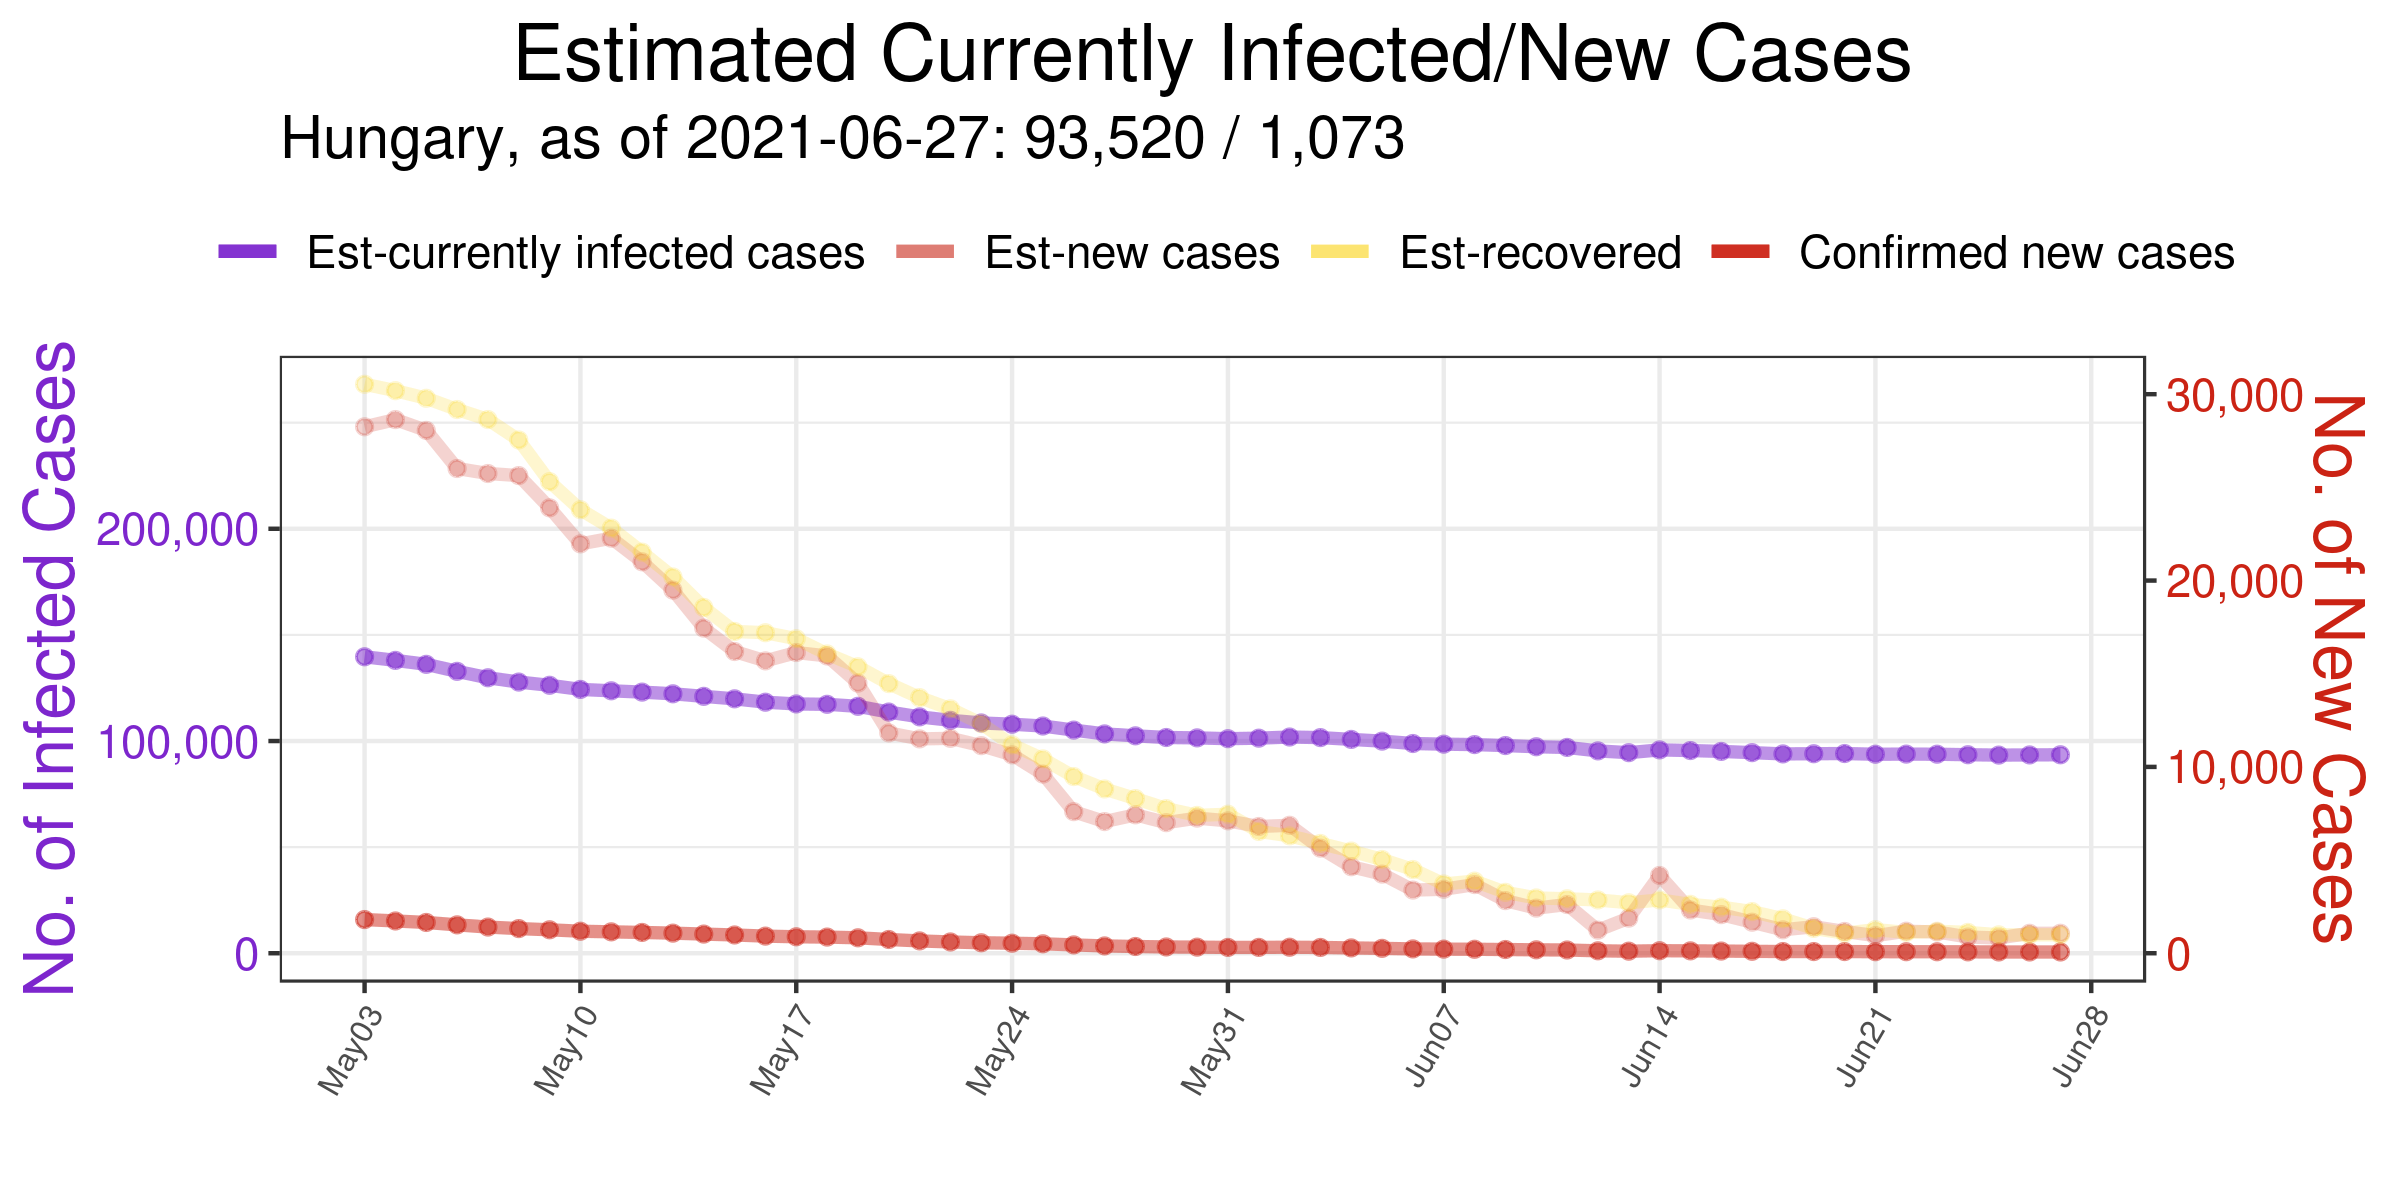 Estimated Currently Infected/New Cases
Hungary, as of 2021-06-27: 93,520 / 1,073
Est-currently infected cases Est-new cases Est-recovered Confirmed new cases
No. of Infected Cases
200,000
100,000
0
30,000
20,000
10,000
0
No. of New Cases
May03 May10 May17 May24 May31 Jun07 Jun14 Jun21 Jun28